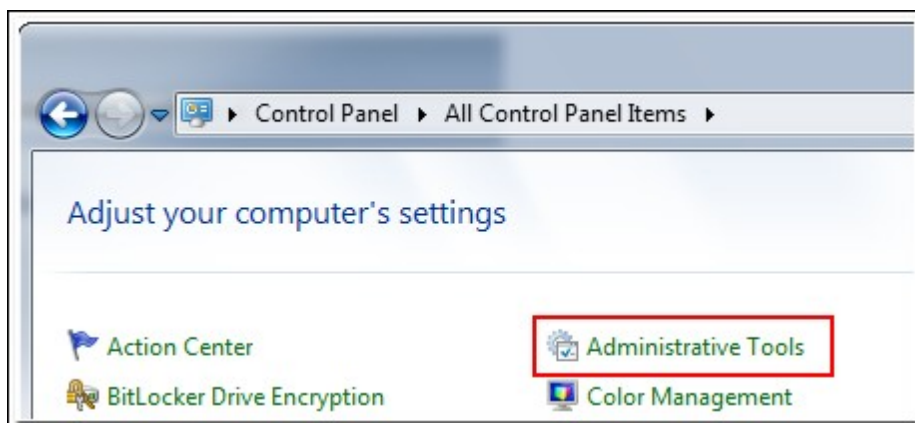 Control Panel All Control Panel Items
Adjust your computer's settings
Action Center Administrative Tools
BitLocker Drive Encryption Color Management